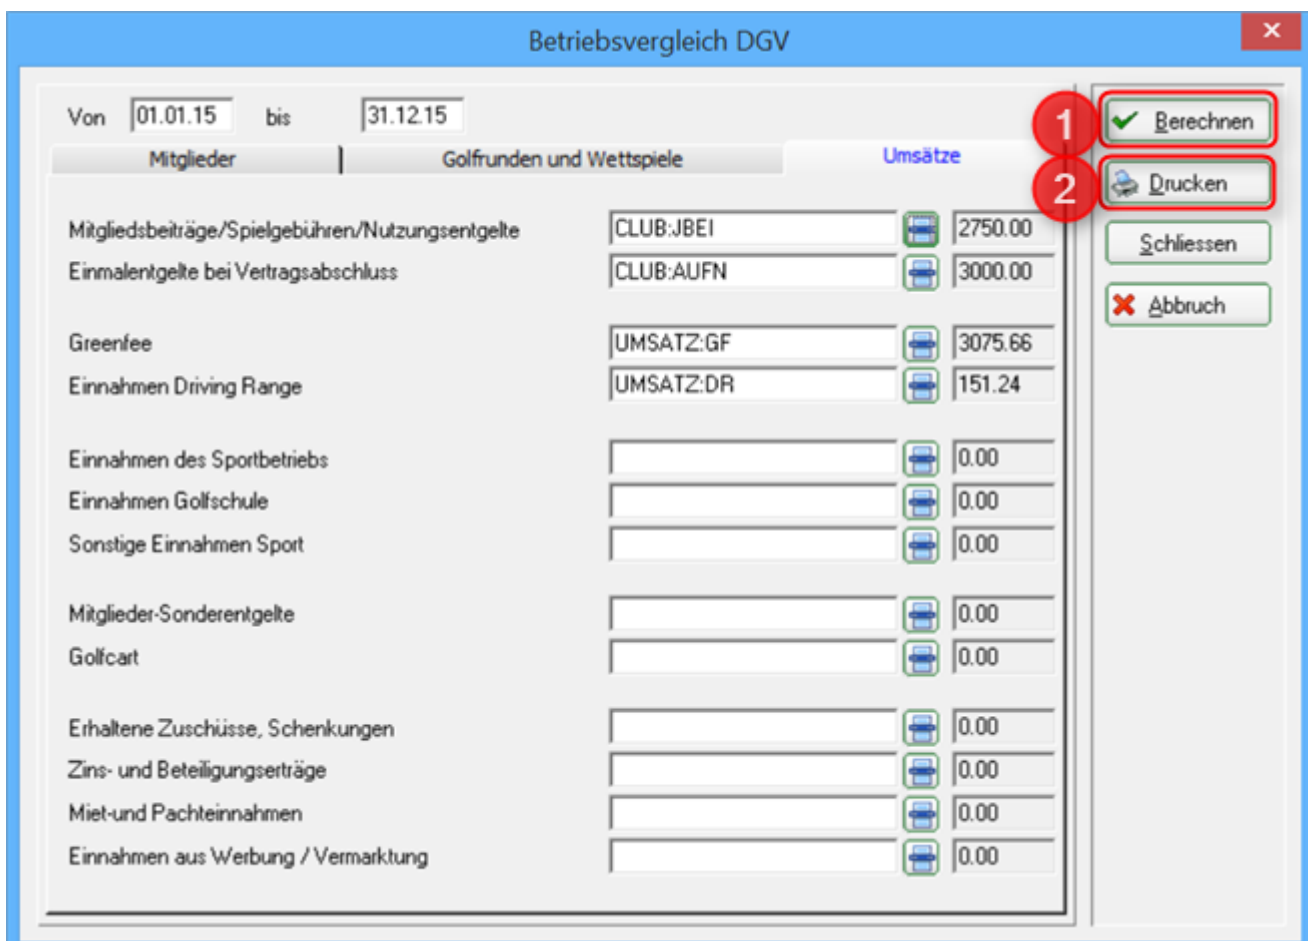 Betriebsvergleich DGV
Von 01.01.15 bis 31.12.15
Mitglieder Golfrunden und Wettspiele Umsätze
Mitgliedsbeiträge/Spielgebühren/Nutzungsentgelte CLUB:JBEI 2750.00
Einmalentgelte bei Vertragsabschluss CLUB:AUFN 3000.00
Greenfee UMSATZ:GF 3075.66
Einnahmen Driving Range UMSATZ:DR 151.24
Einnahmen des Sportbetriebs 0.00
Einnahmen Golfschule 0.00
Sonstige Einnahmen Sport 0.00
Mitglieder-Sonderentgelte 0.00
Golfcart 0.00
Erhaltene Zuschüsse, Schenkungen 0.00
Zins- und Beteiligungserträge 0.00
Miet-und Pachteinnahmen 0.00
Einnahmen aus Werbung / Vermarktung 0.00
1 Berechnen
2 Drucken
Schliessen
Abbruch